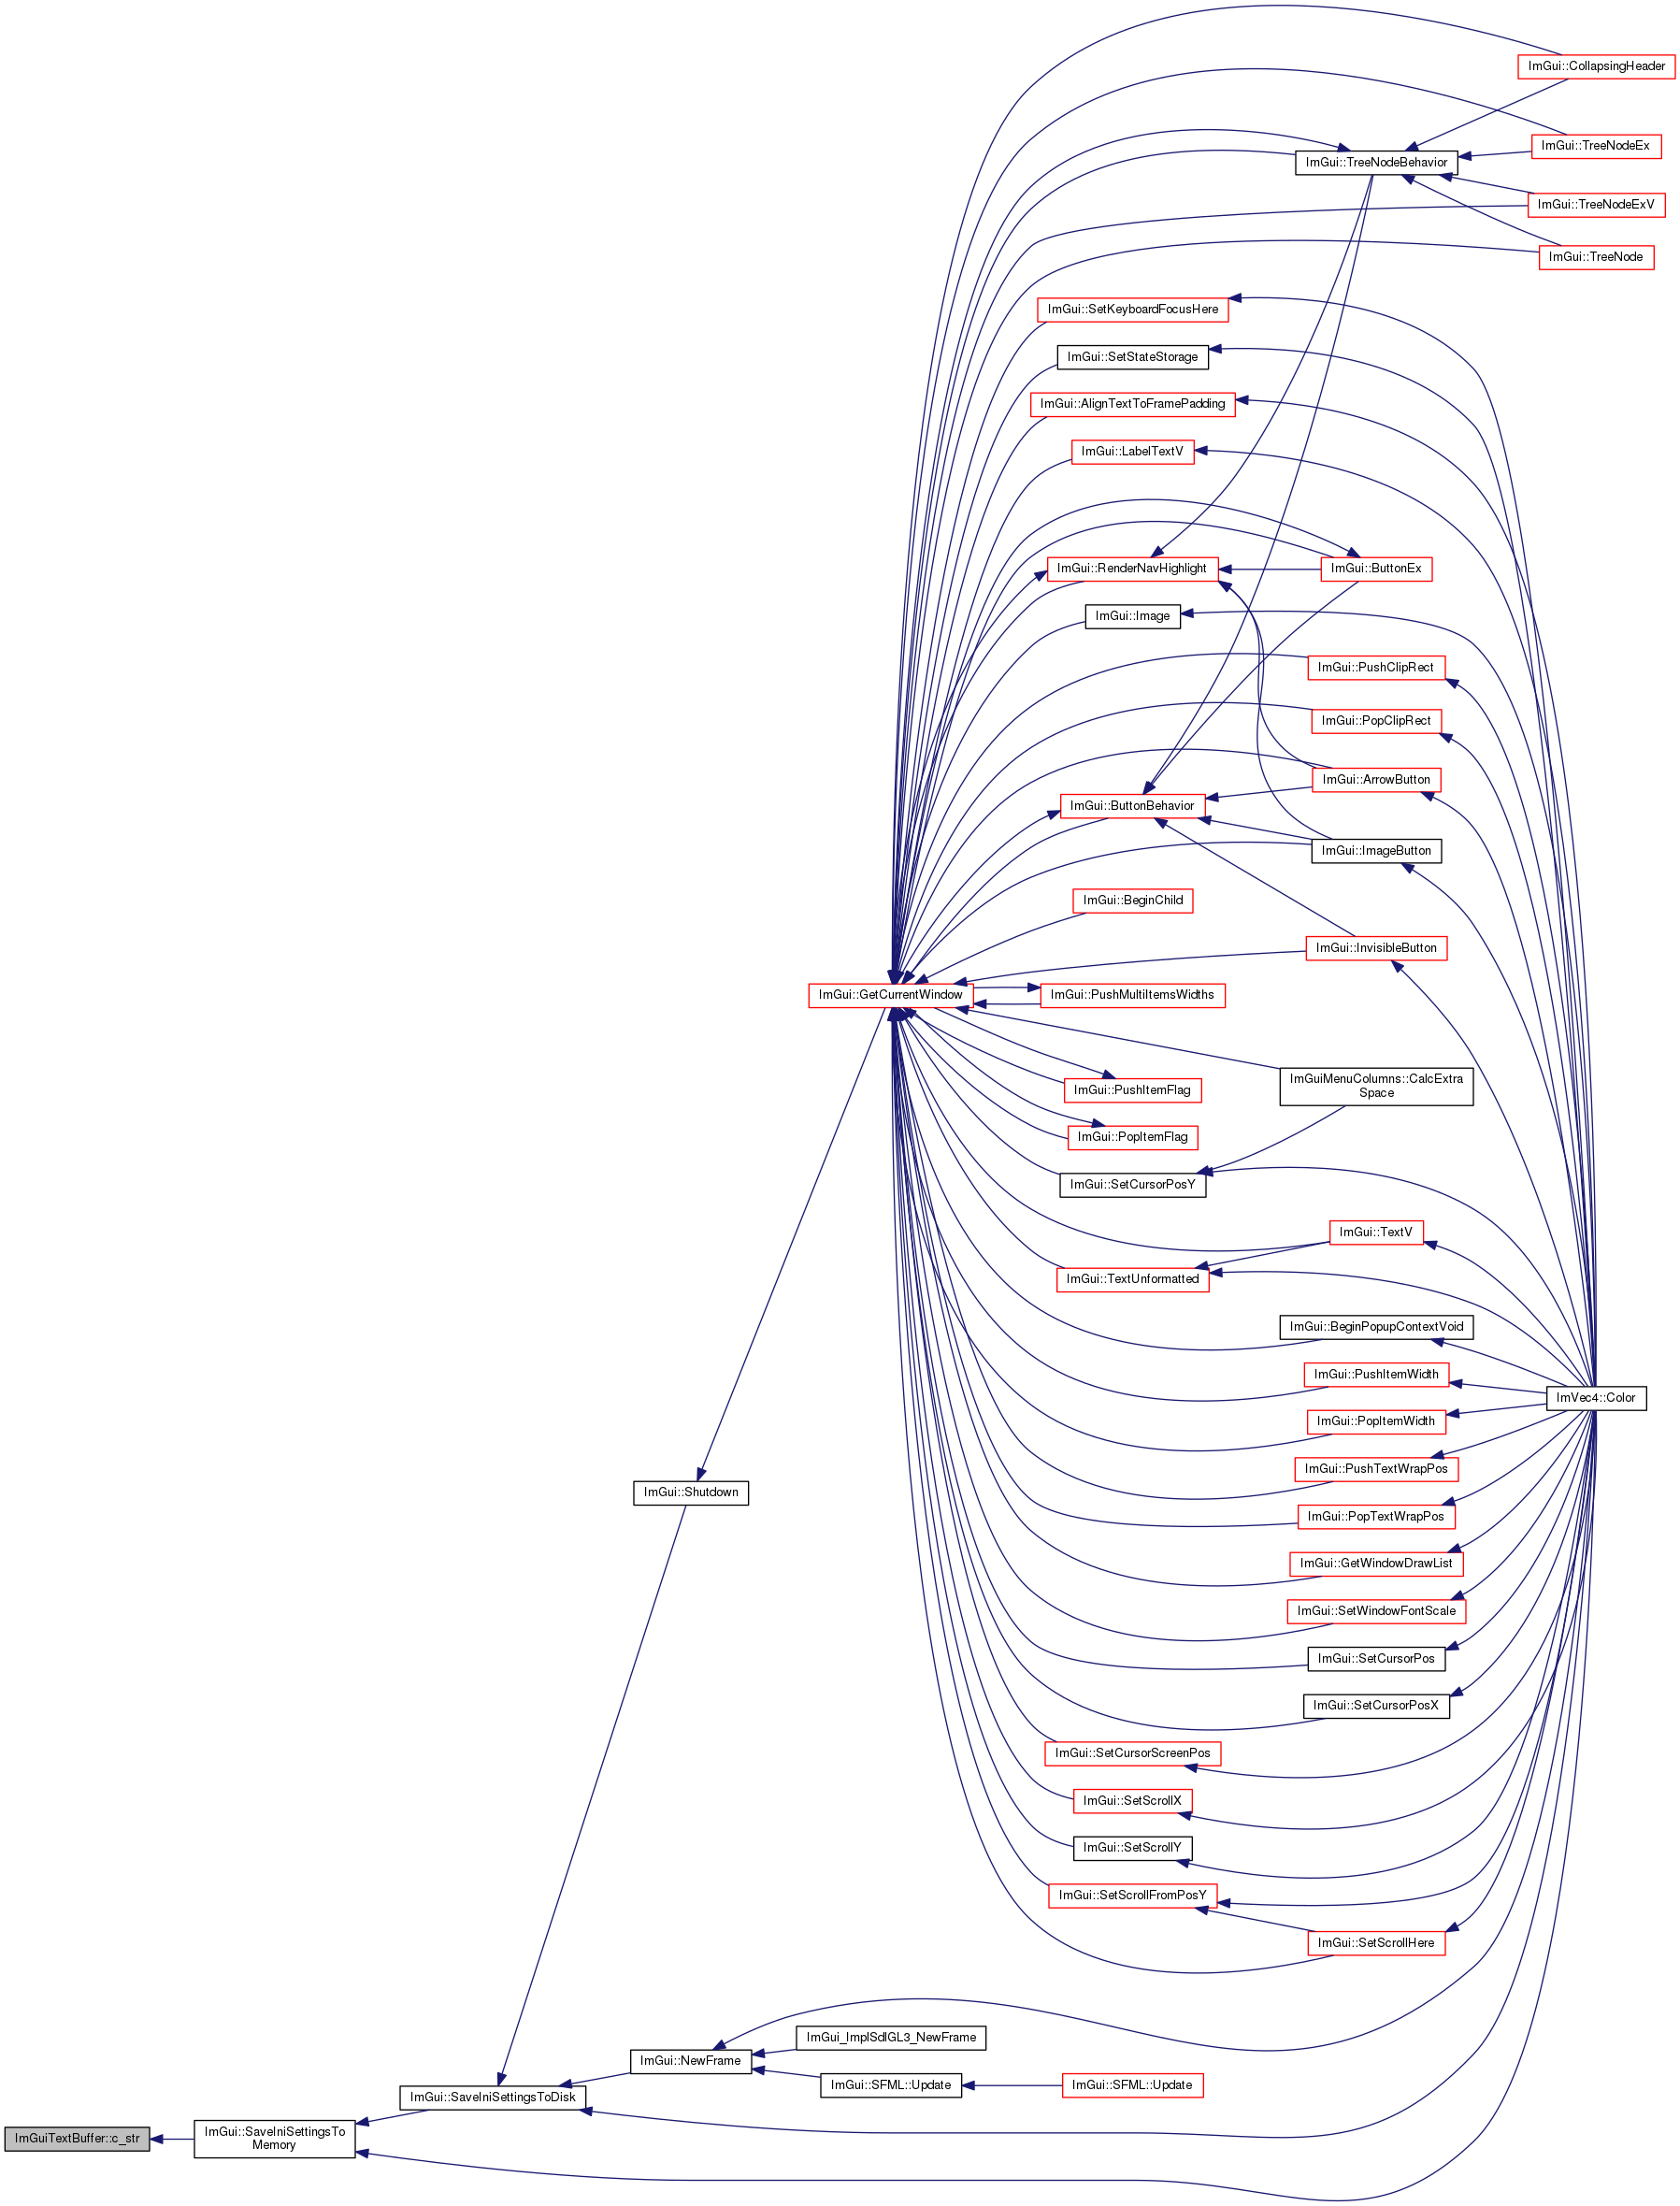 ImGui::CollapsingHeader
ImGui::TreeNodeEx
ImGui::TreeNodeBehavior
ImGui::TreeNodeExV
ImGui::TreeNode
ImGui::SetKeyboardFocusHere
ImGui::SetStateStorage
ImGui::AlignTextToFramePadding
ImGui::LabelTextV
ImGui::RenderNavHighlight
ImGui::ButtonEx
ImGui::Image
ImGui::PushClipRect
ImGui::PopClipRect
ImGui::ArrowButton
ImGui::ButtonBehavior
ImGui::ImageButton
ImGui::BeginChild
ImGui::InvisibleButton
ImGui::GetCurrentWindow
ImGui::PushMultiItemsWidths
ImGui::PushItemFlag
ImGuiMenuColumns::CalcExtra
Space
ImGui::PopItemFlag
ImGui::SetCursorPosY
ImGui::TextV
ImGui::TextUnformatted
ImGui::BeginPopupContextVoid
ImGui::PushItemWidth
ImVec4::Color
ImGui::PopItemWidth
ImGui::PushTextWrapPos
ImGui::Shutdown
ImGui::PopTextWrapPos
ImGui::GetWindowDrawList
ImGui::SetWindowFontScale
ImGui::SetCursorPos
ImGui::SetCursorPosX
ImGui::SetCursorScreenPos
ImGui::SetScrollX
ImGui::SetScrollY
ImGui::SetScrollFromPosY
ImGui::SetScrollHere
ImGui_ImplSdlGL3_NewFrame
ImGui::NewFrame
ImGui::SFML::Update
ImGui::SFML::Update
ImGui::SaveIniSettingsToDisk
ImGuiTextBuffer::c_str
ImGui::SaveIniSettingsTo
Memory